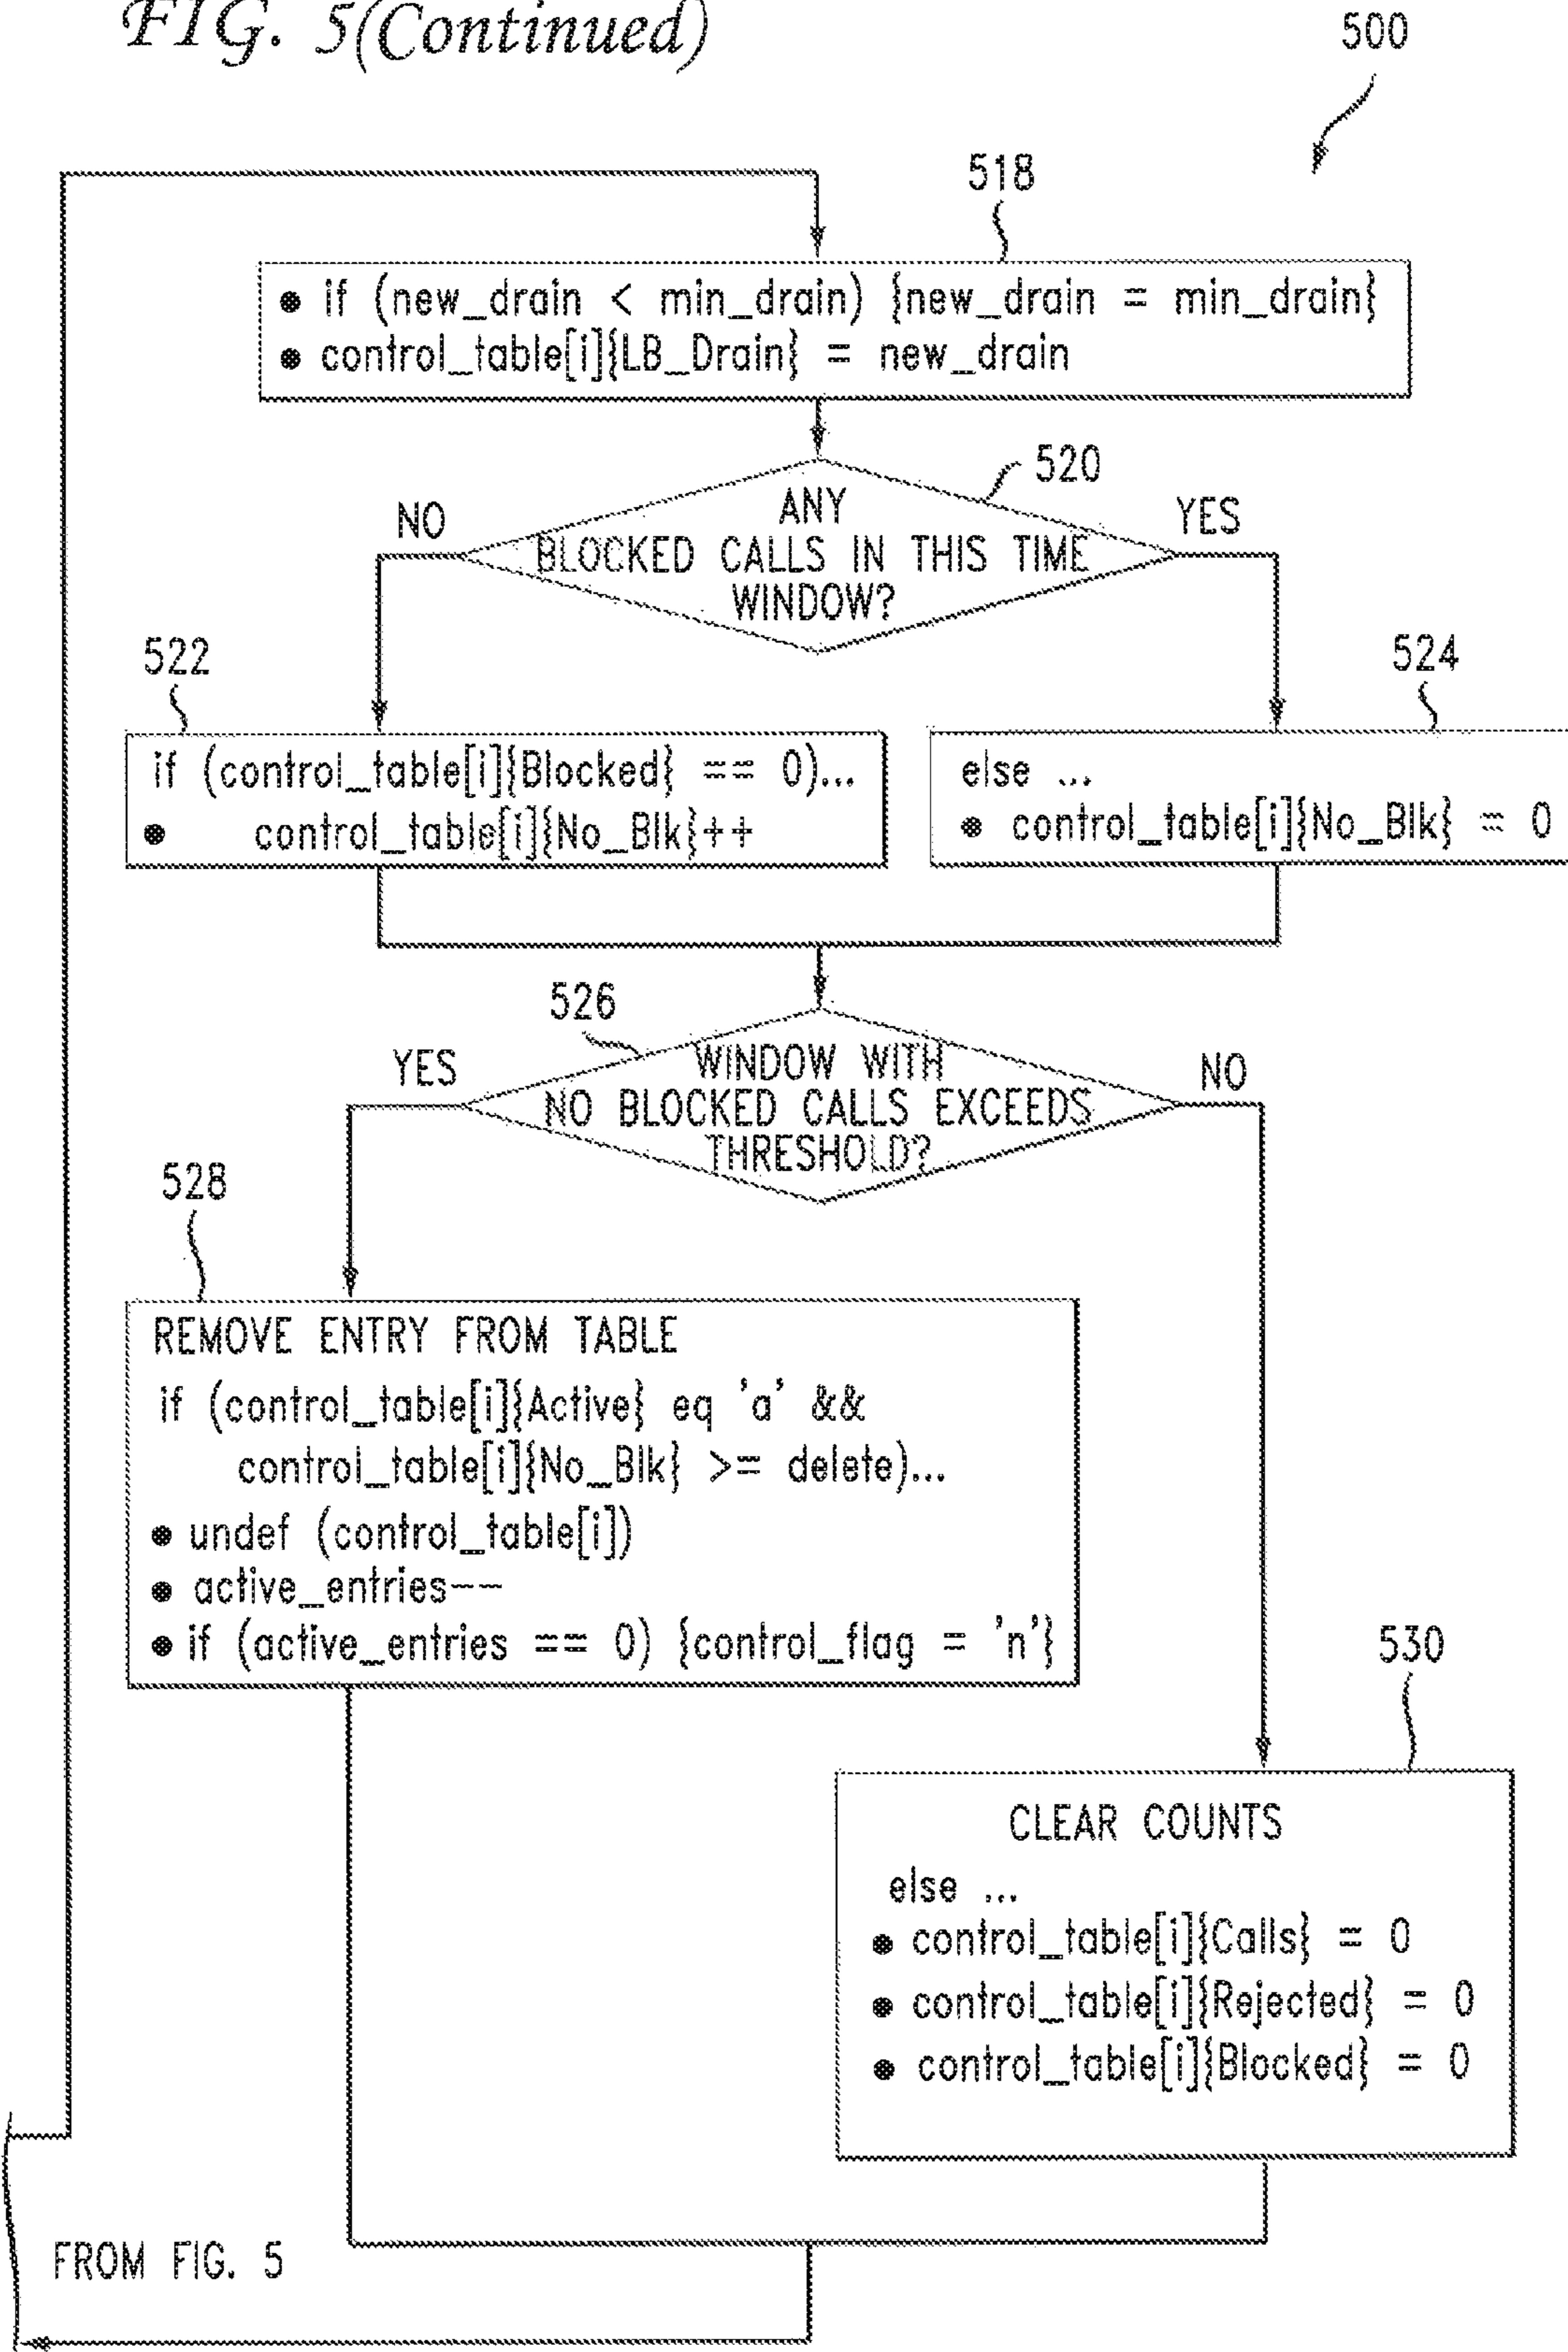 FIG. 5(Continued)
500
518
● if (new_drain < min_drain) {new_drain = min_drain}
● control_table[i]{LB_Drain} = new_drain
520
NO
YES
ANY
BLOCKED CALLS IN THIS TIME
WINDOW?
522
524
if (control_table[i]{Blocked} == 0)...
● control_table[i]{No_Blk}++
else ...
● control_table[i]{No_Blk} = 0
526
YES
NO
WINDOW WITH
NO BLOCKED CALLS EXCEEDS
THRESHOLD?
528
REMOVE ENTRY FROM TABLE
if (control_table[i]{Active} eq 'a' &&
control_table[i]{No_Blk} >= delete)...
● undef (control_table[i])
● active_entries--
● if (active_entries == 0) {control_flag = 'n'}
530
CLEAR COUNTS
else ...
● control_table[i]{Calls} = 0
● control_table[i]{Rejected} = 0
● control_table[i]{Blocked} = 0
FROM FIG. 5